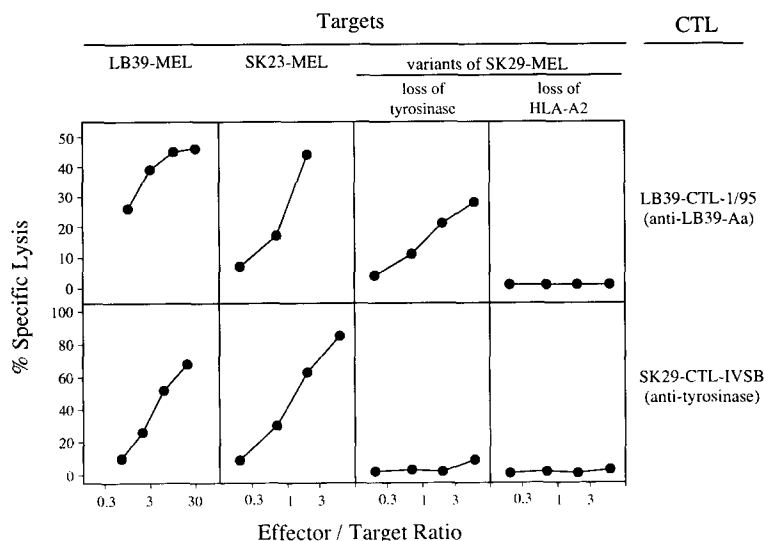 Targets
CTL
LB39-MEL
SK23-MEL
variants of SK29-MEL
loss of
tyrosinase
loss of
HLA-A2
% Specific Lysis
50
40
30
20
10
0
LB39-CTL-1/95
(anti-LB39-Aa)
100
80
60
40
20
0
SK29-CTL-IVSB
(anti-tyrosinase)
0.3 3 30
0.3 1 3
0.3 1 3
0.3 1 3
Effector / Target Ratio